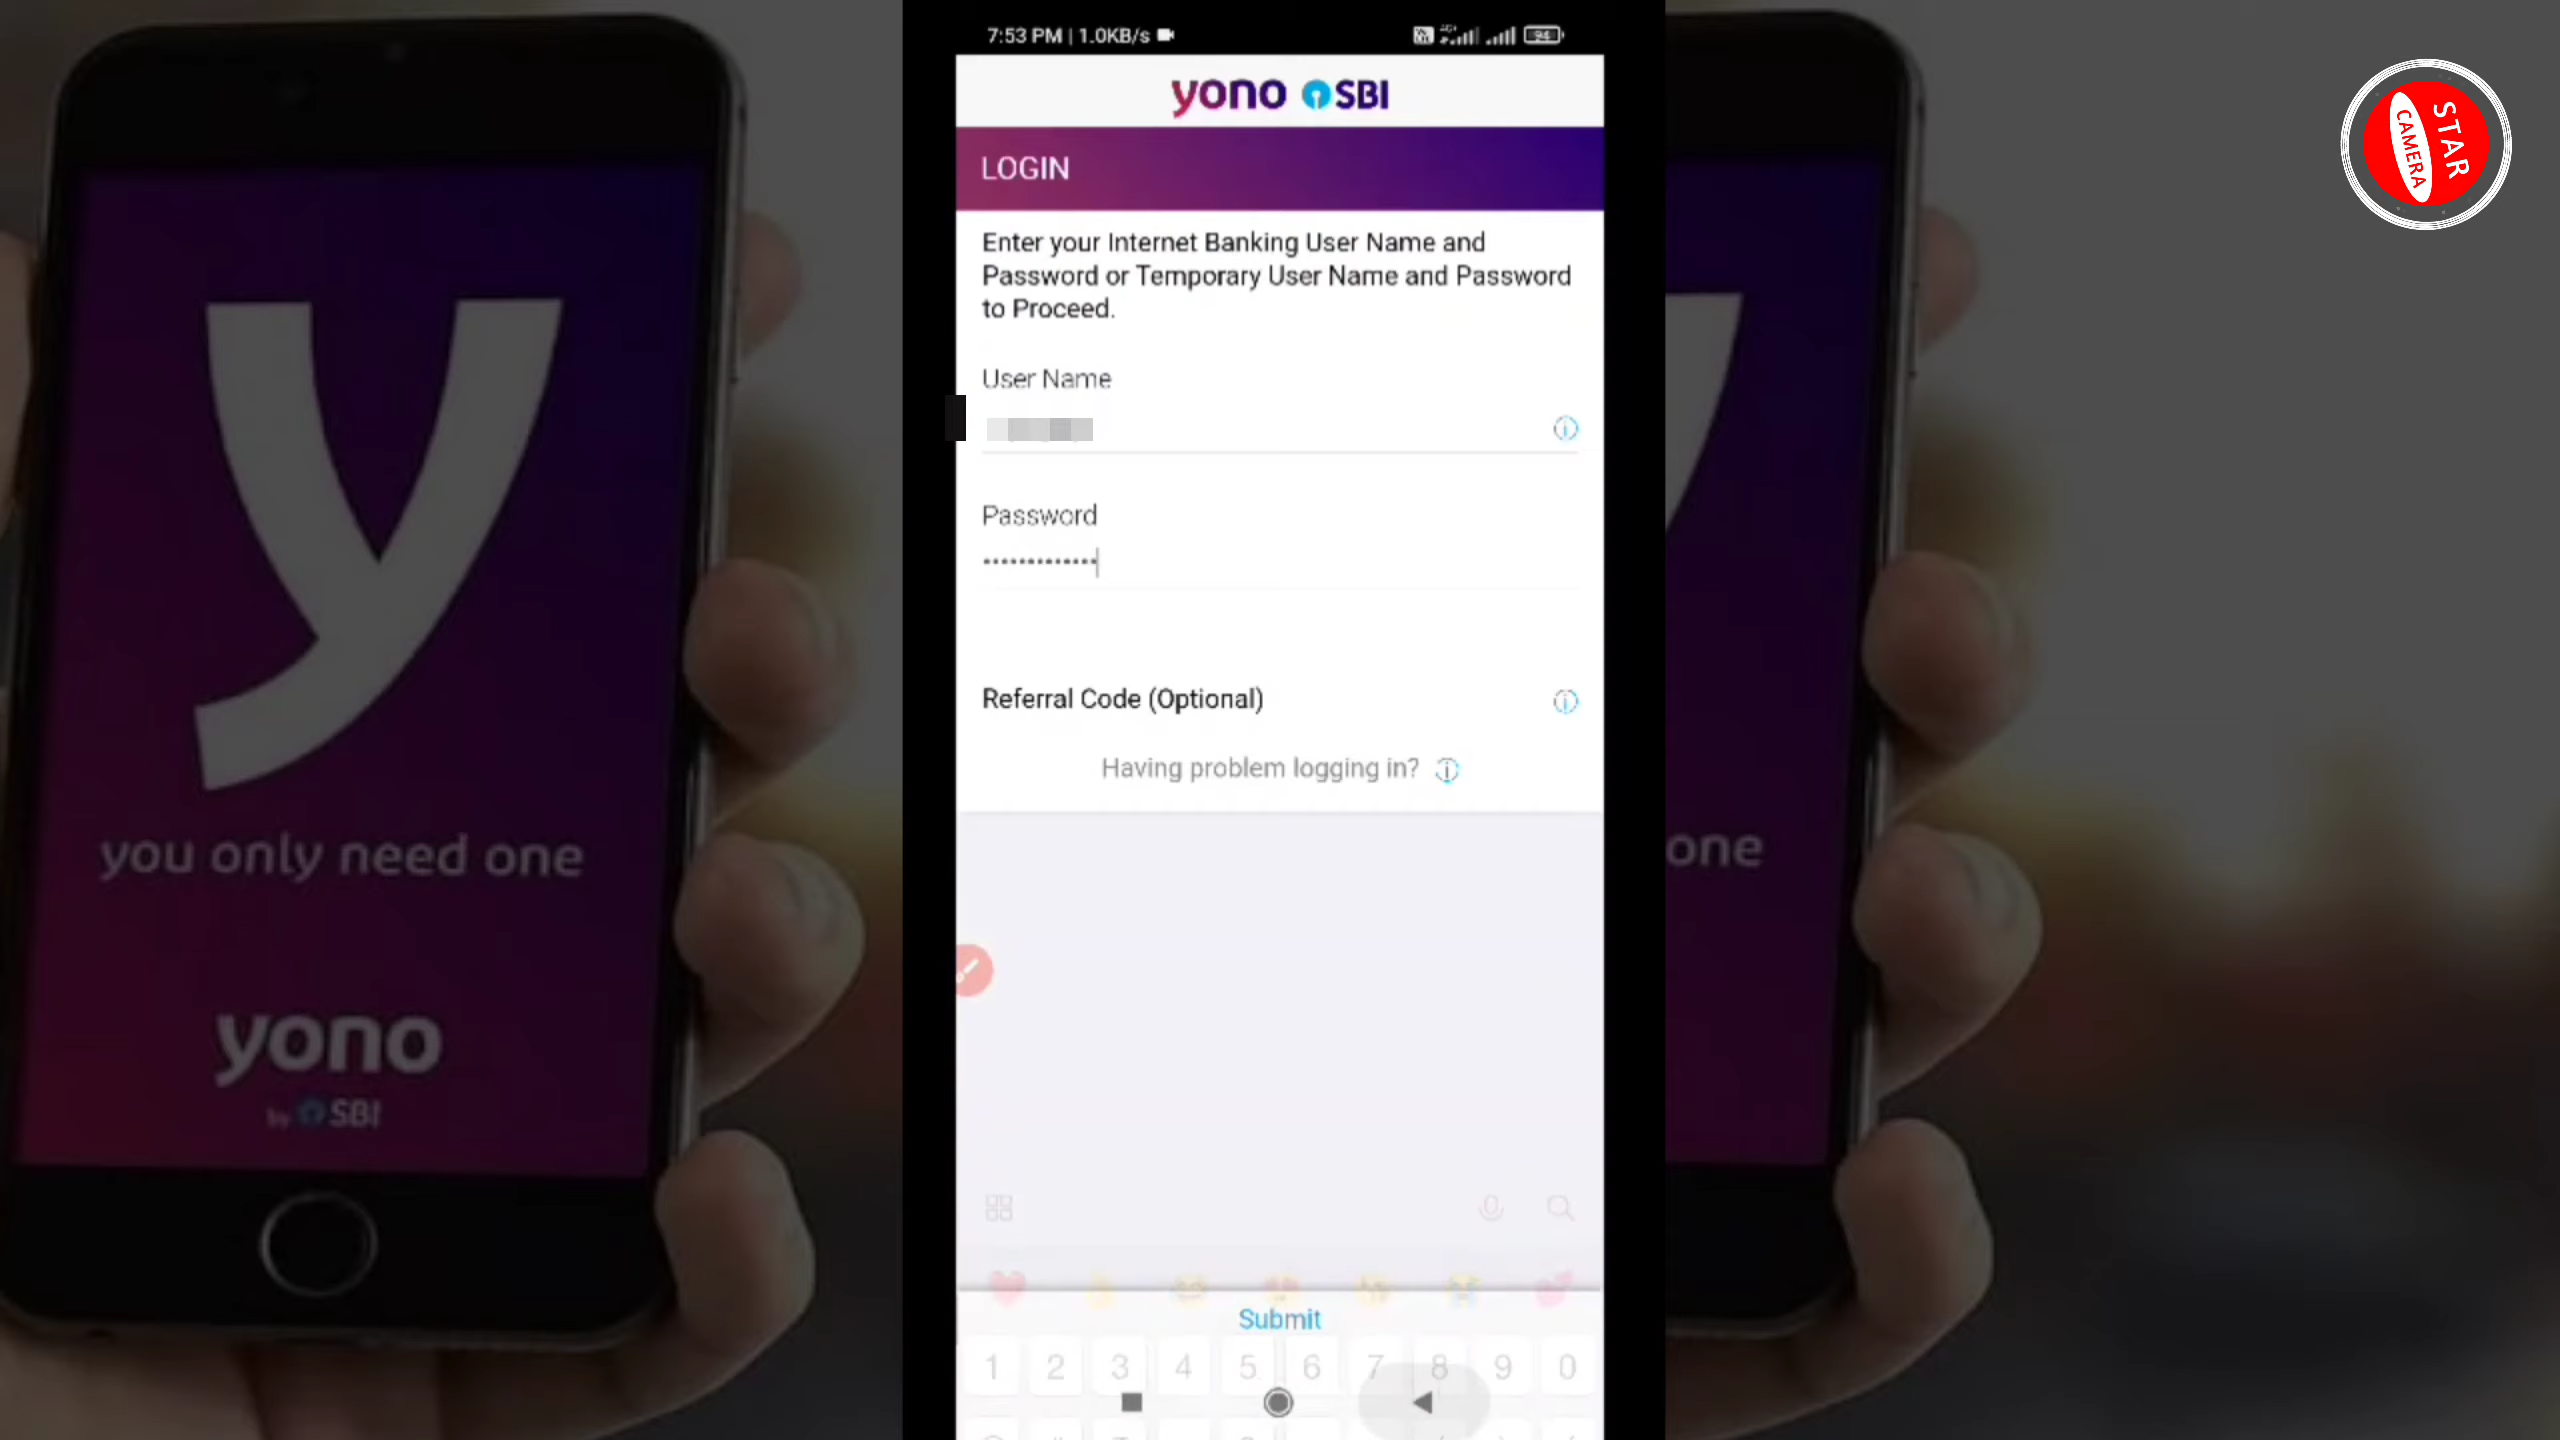 7:53 PM | 1.0KB/s
94
yono SBI
LOGIN
Enter your Internet Banking User Name and
Password or Temporary User Name and Password
to Proceed.
User Name
Password
Referral Code (Optional)
Having problem logging in?
Submit
1 2 3 4 5 6 7 8 9 0
y
you only need one
yono
by SBI
one
STAR
CAMERA